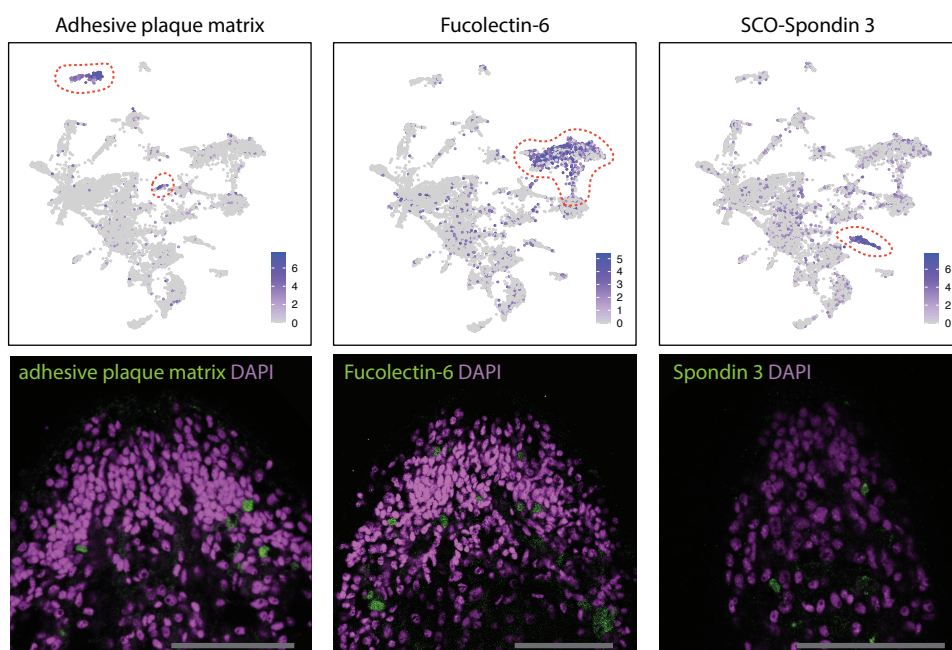 Adhesive plaque matrix
Fucolectin-6
SCO-Spondin 3
6
4
2
0
5
4
3
2
1
0
6
4
2
0
adhesive plaque matrix DAPI
Fucolectin-6 DAPI
Spondin 3 DAPI